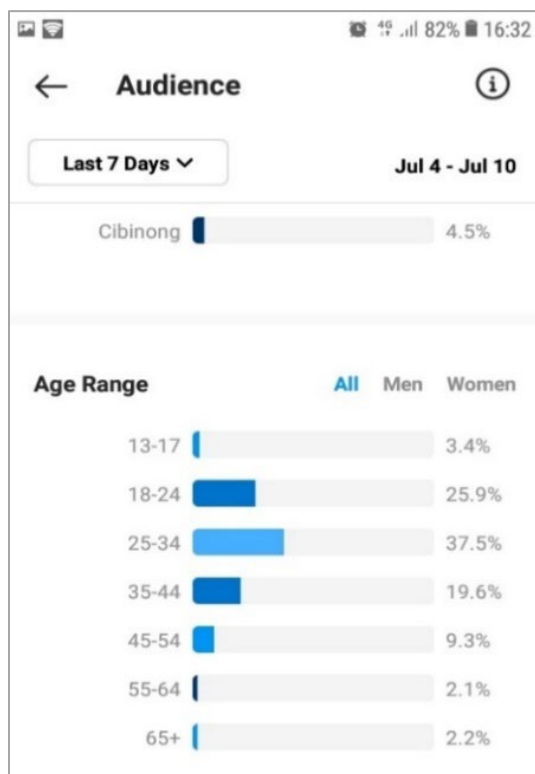 4G 82% 16:32
Audience
Last 7 Days Jul 4 - Jul 10
Cibinong 4.5%
Age Range All Men Women
13-17 3.4%
18-24 25.9%
25-34 37.5%
35-44 19.6%
45-54 9.3%
55-64 2.1%
65+ 2.2%